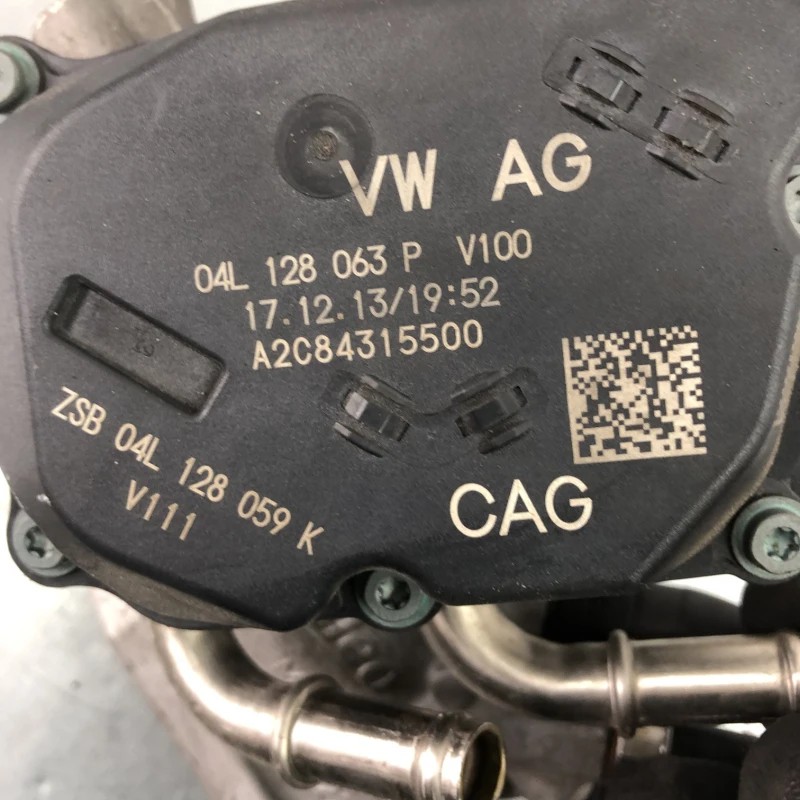 VW AG
04L 128 063 P V100
17.12.13/19:52
A2C84315500
ZSB 04L 128 059 K
V111
CAG